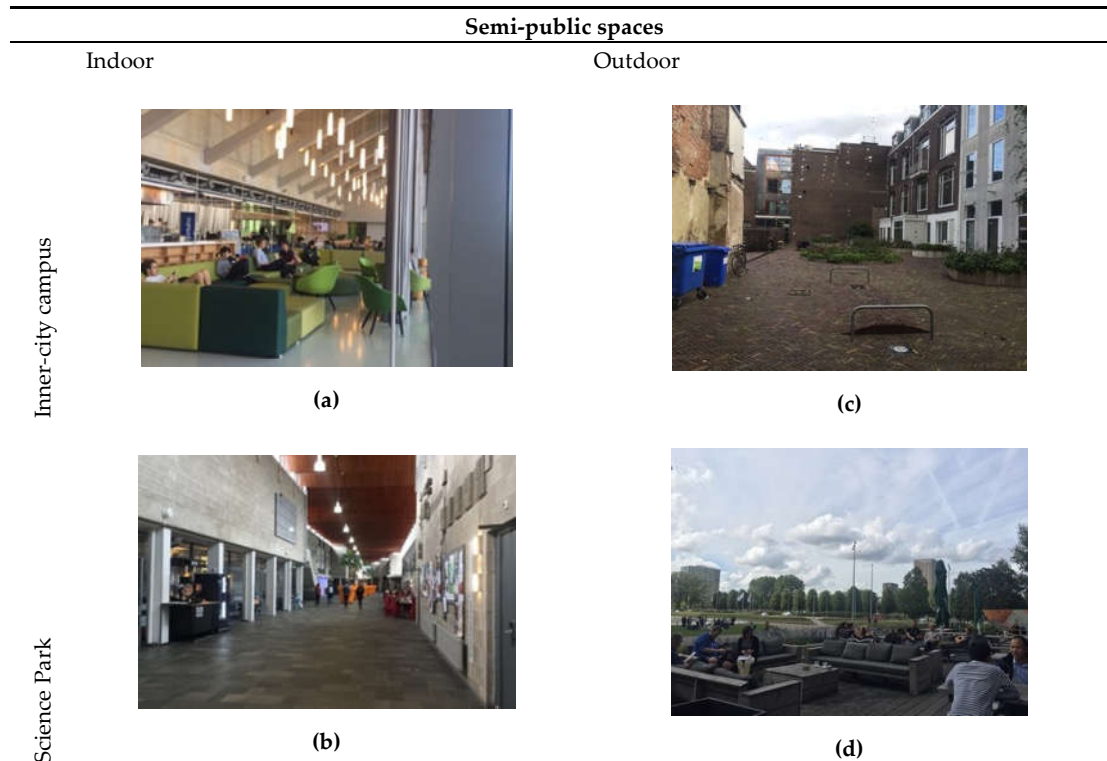 Semi-public spaces
Indoor
Outdoor
Inner-city campus
(a)
(c)
Science Park
(b)
(d)